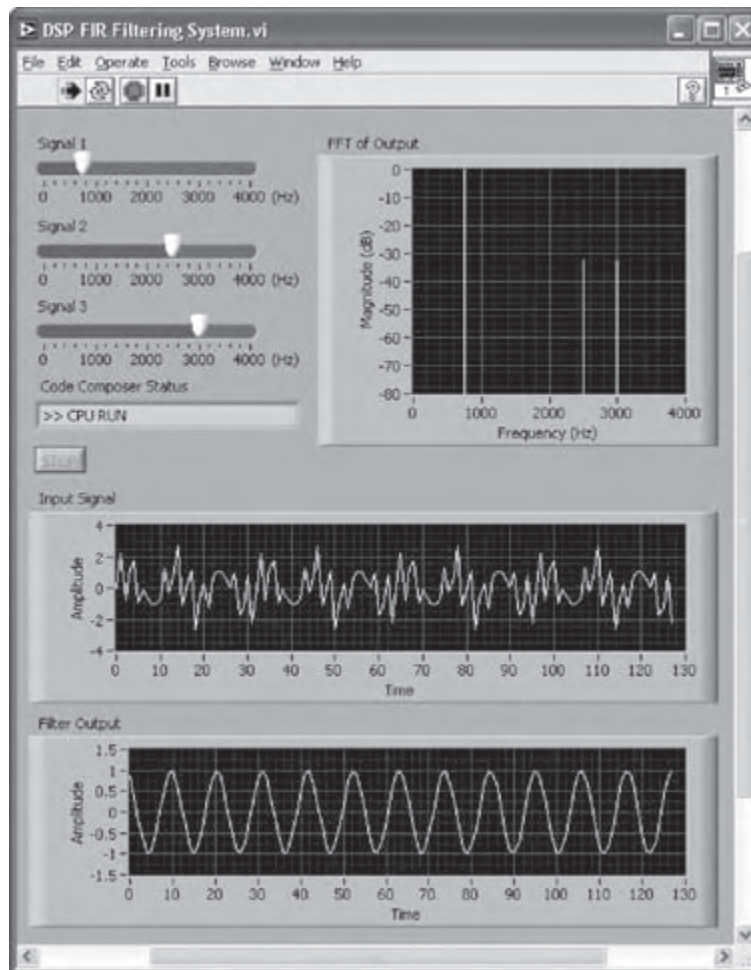 DSP FIR Filtering System.vi
File Edit Operate Tools Browse Window Help
Signal 1
0 1000 2000 3000 4000 (Hz)
Signal 2
0 1000 2000 3000 4000 (Hz)
Signal 3
0 1000 2000 3000 4000 (Hz)
Code Composer Status
>> CPU RUN
FFT of Output
Magnitude (dB)
0
-10
-20
-30
-40
-50
-60
-70
-80
0 1000 2000 3000 4000
Frequency (Hz)
Input Signal
Amplitude
4
2
0
-2
-4
0 10 20 30 40 50 60 70 80 90 100 110 120 130
Time
Filter Output
Amplitude
1.5
1
0.5
0
-0.5
-1
-1.5
0 10 20 30 40 50 60 70 80 90 100 110 120 130
Time